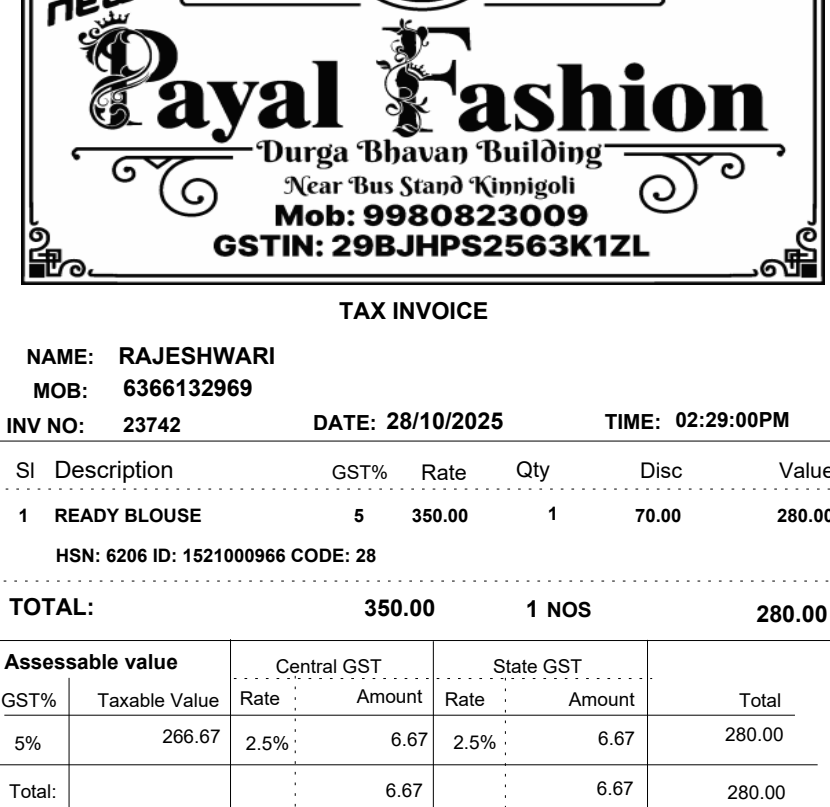 new
Payal Fashion
Durga Bhavan Building
Near Bus Stand Kinnigoli
Mob: 9980823009
GSTIN: 29BJHPS2563K1ZL
TAX INVOICE
NAME: RAJESHWARI
MOB: 6366132969
INV NO: 23742 DATE: 28/10/2025 TIME: 02:29:00PM
Sl Description GST% Rate Qty Disc Value
1 READY BLOUSE 5 350.00 1 70.00 280.00
HSN: 6206 ID: 1521000966 CODE: 28
TOTAL: 350.00 1 NOS 280.00
Assessable value Central GST State GST
GST% Taxable Value Rate Amount Rate Amount Total
5% 266.67 2.5% 6.67 2.5% 6.67 280.00
Total: 6.67 6.67 280.00